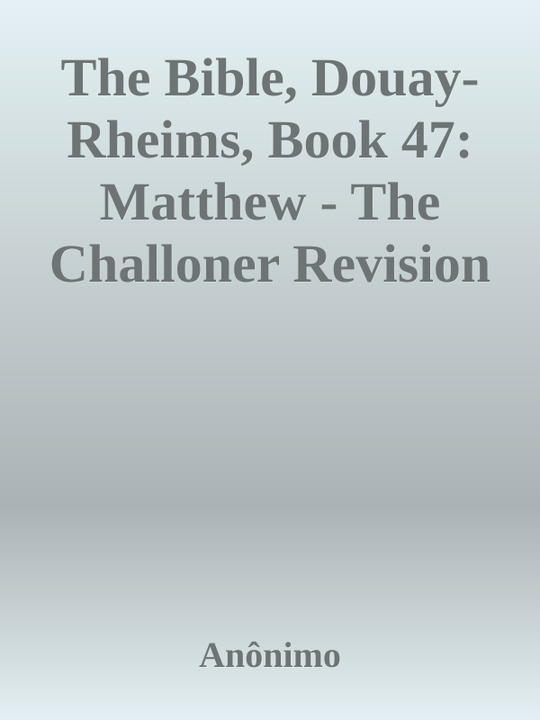 The Bible, Douay-
Rheims, Book 47:
Matthew - The
Challoner Revision
Anônimo